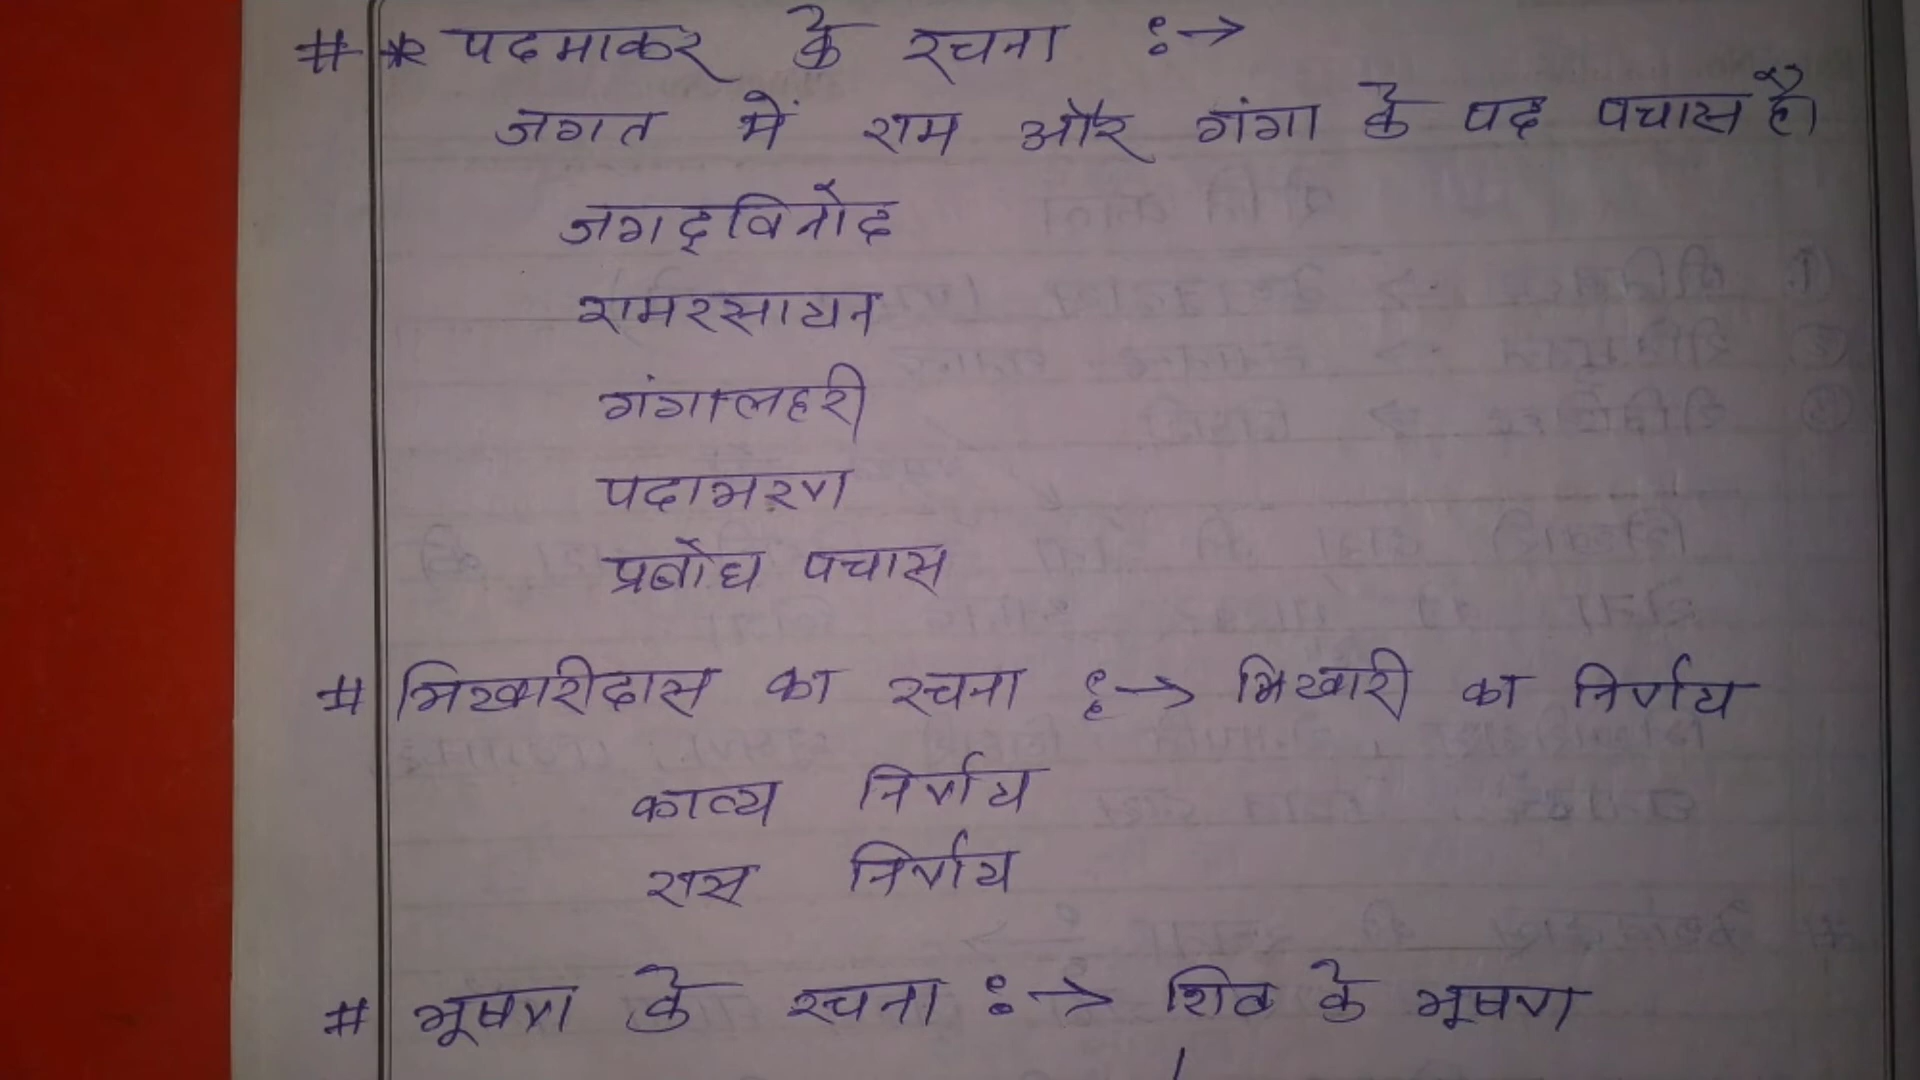 # * पदमाकर के रचना :->
जगत में राम और गंगा के पद पचास है।
जगद्विनोद
रामरसायन
गंगालहरी
पदाभरण
प्रबोध पचास
# भिखारीदास का रचना :-> भिखारी का निर्णय
काव्य निर्णय
रास निर्णय
# भूषण के रचना :-> शिव के भूषण